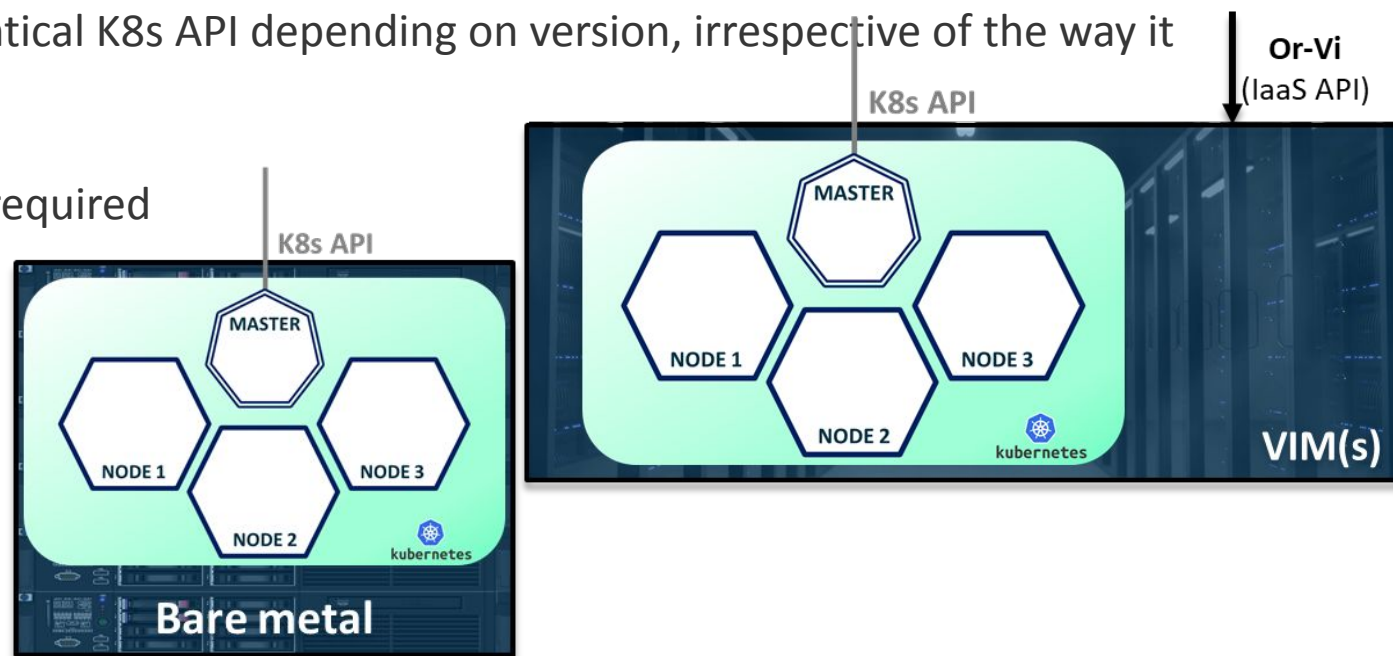 ntical K8s API depending on version, irrespective of the way it
Or-Vi
(IaaS API)
K8s API
required
K8s API
MASTER
NODE 1
NODE 3
NODE 2
kubernetes
VIM(s)
MASTER
NODE 1
NODE 3
NODE 2
kubernetes
Bare metal